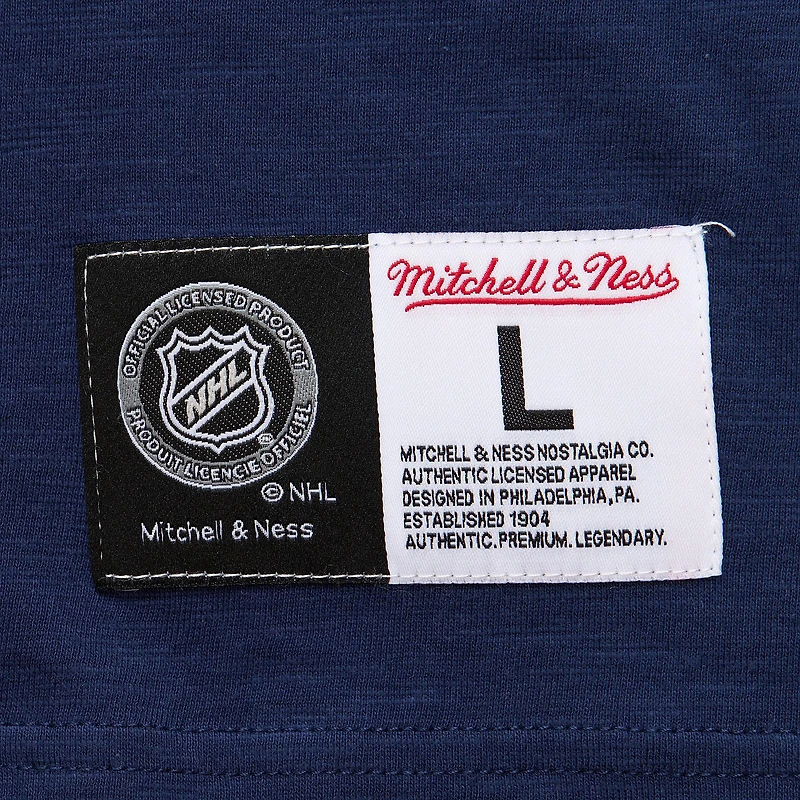 OFFICIAL LICENSED PRODUCT
NHL
PRODUIT LICENCIE OFFICIEL
© NHL
Mitchell & Ness
Mitchell & Ness
L
MITCHELL & NESS NOSTALGIA CO.
AUTHENTIC LICENSED APPAREL
DESIGNED IN PHILADELPHIA, PA.
ESTABLISHED 1904
AUTHENTIC. PREMIUM. LEGENDARY.